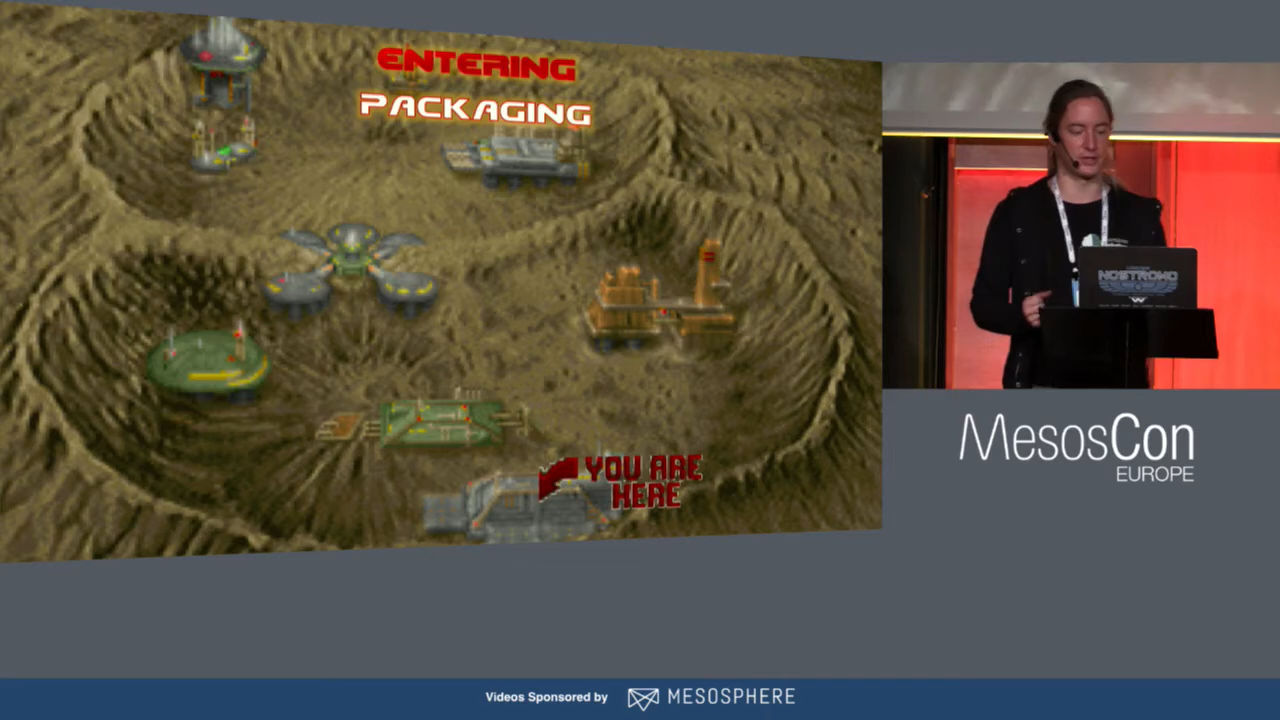 ENTERING
PACKAGING
YOU ARE
HERE
NOSTROMO
MesosCon
EUROPE
Videos Sponsored by
MESOSPHERE